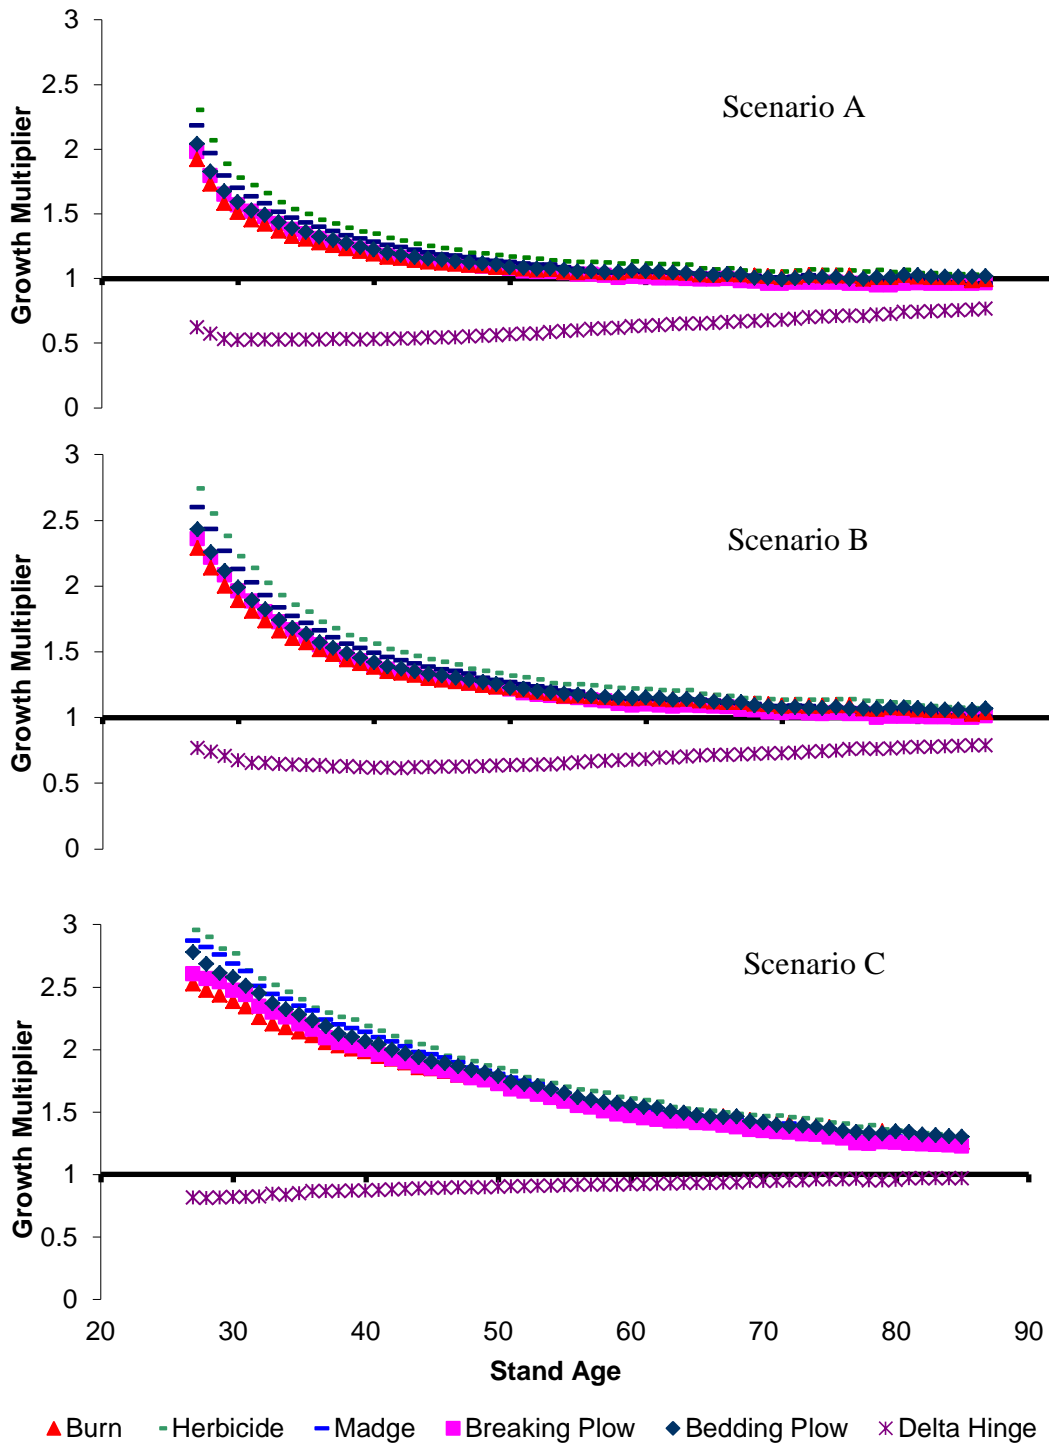 3
2.5
2
1.5
1
0.5
0
Growth Multiplier
Scenario A
3
2.5
2
1.5
1
0.5
0
Growth Multiplier
Scenario B
3
2.5
2
1.5
1
0.5
0
Growth Multiplier
Scenario C
20 30 40 50 60 70 80 90
Stand Age
Burn Herbicide Madge Breaking Plow Bedding Plow Delta Hinge